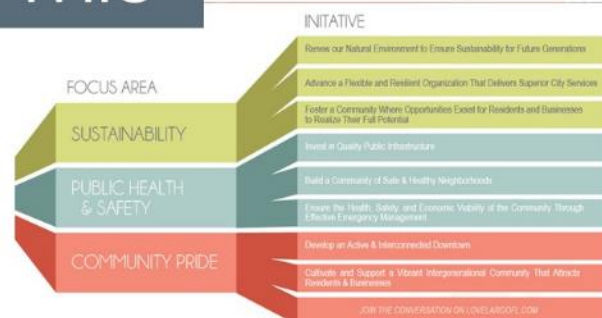 INITATIVE
Renew our Natural Environment to Ensure Sustainability for Future Generations
FOCUS AREA
Advance a Flexible and Resilient Organization That Delivers Superior City Services
SUSTAINABILITY
Foster a Community Where Opportunities Exist for Residents and Businesses
to Realize Their Full Potential
Invest in Quality Public Infrastructure
PUBLIC HEALTH
& SAFETY
Build a Community of Safe & Healthy Neighborhoods
Ensure the Health, Safety, and Economic Viability of the Community Through
Effective Emergency Management
COMMUNITY PRIDE
Develop an Active & Interconnected Downtown
Cultivate and Support a Vibrant Intergenerational Community That Attracts
Residents & Businesses
JOIN THE CONVERSATION ON